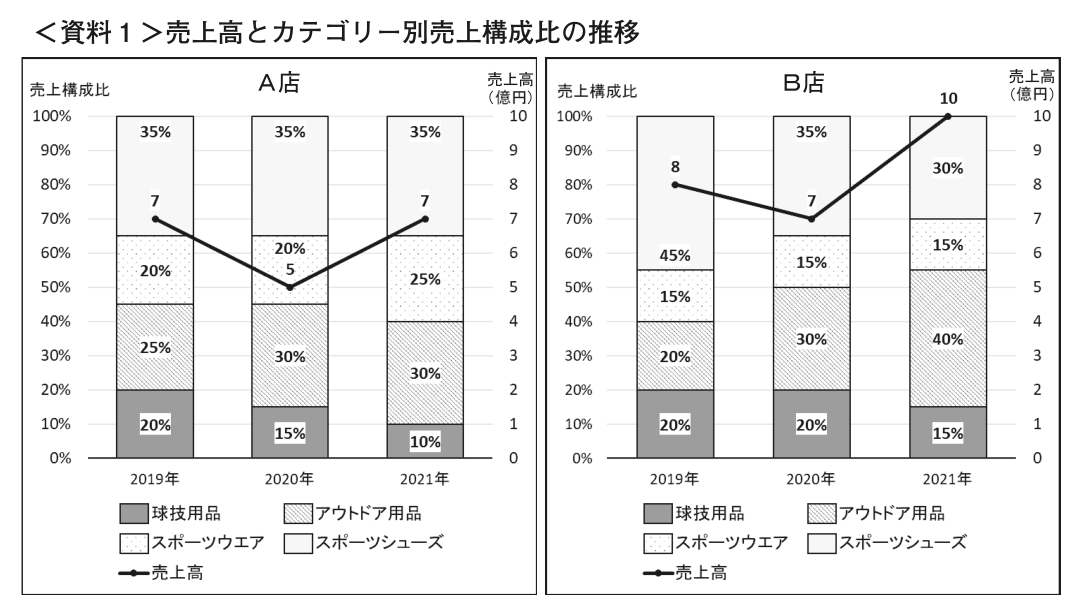 ＜資料１＞売上高とカテゴリー別売上構成比の推移
A店
売上構成比
売上高
(億円)
100%
90%
80%
70%
60%
50%
40%
30%
20%
10%
0%
35%
35%
35%
7
7
20%
20%
5
25%
25%
30%
30%
20%
15%
10%
10
9
8
7
6
5
4
3
2
1
0
2019年
2020年
2021年
球技用品
アウトドア用品
スポーツウエア
スポーツシューズ
売上高
B店
売上構成比
売上高
(億円)
100%
90%
80%
70%
60%
50%
40%
30%
20%
10%
0%
10
35%
8
30%
7
45%
15%
15%
15%
20%
30%
40%
20%
20%
15%
10
9
8
7
6
5
4
3
2
1
0
2019年
2020年
2021年
球技用品
アウトドア用品
スポーツウエア
スポーツシューズ
売上高